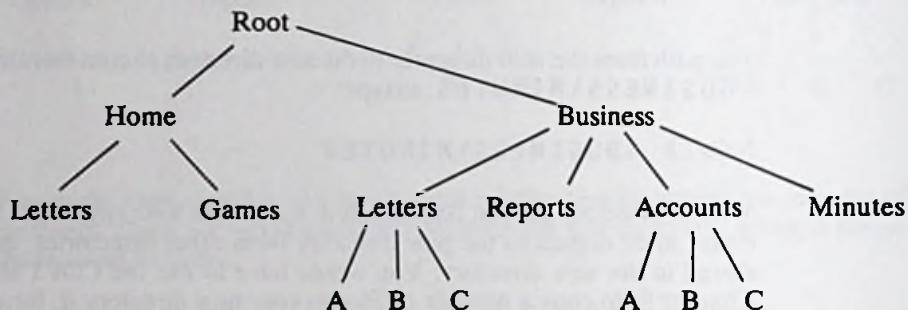 Root
Home Business
Letters Games Letters Reports Accounts Minutes
A B C A B C